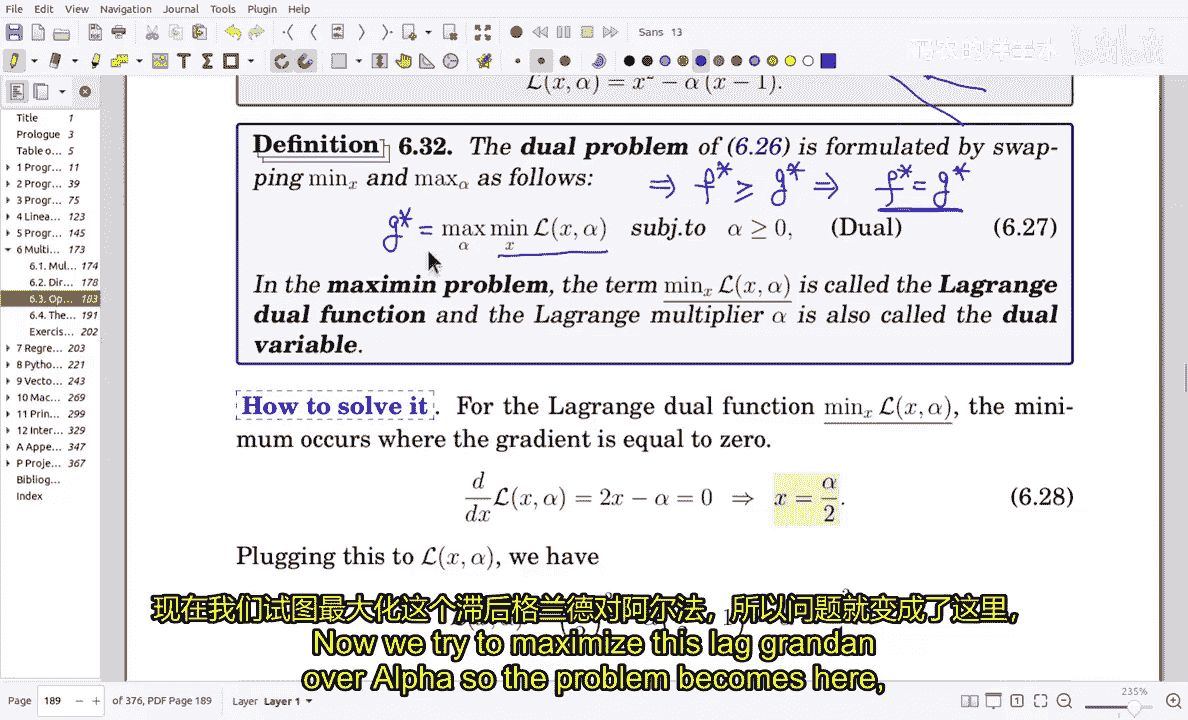 File Edit View Navigation Journal Tools Plugin Help
Sans 13
L(x, α) = x² − α (x − 1).
Definition 6.32. The dual problem of (6.26) is formulated by swap-
ping minₓ and max_α as follows:
⇒ f* ≥ g* ⇒ f* = g*
g* = max_α min_x L(x, α) subj.to α ≥ 0, (Dual) (6.27)
In the maximin problem, the term minₓ L(x, α) is called the Lagrange
dual function and the Lagrange multiplier α is also called the dual
variable.
How to solve it. For the Lagrange dual function minₓ L(x, α), the mini-
mum occurs where the gradient is equal to zero.
d/dx L(x, α) = 2x − α = 0 ⇒ x = α/2. (6.28)
Plugging this to L(x, α), we have
现在我们试图最大化这个滞后格兰德对阿尔法，所以问题就变成了这里，
Now we try to maximize this lag grandan
over Alpha so the problem becomes here,
Title 1
Prologue 3
Table o... 5
1 Progr... 11
2 Progr... 39
3 Progr... 75
4 Linea... 123
5 Progr... 145
6 Multi... 173
6.1. Mul... 174
6.2. Dir... 178
6.3. Op... 183
6.4. The... 191
Exercis... 202
7 Regre... 203
8 Pytho... 221
9 Vecto... 243
10 Mac... 269
11 Prin... 299
12 Inter... 329
A Appe... 347
P Proje... 367
Bibliog...
Index
Page 189 of 376, PDF Page 189 Layer Layer 1 235%